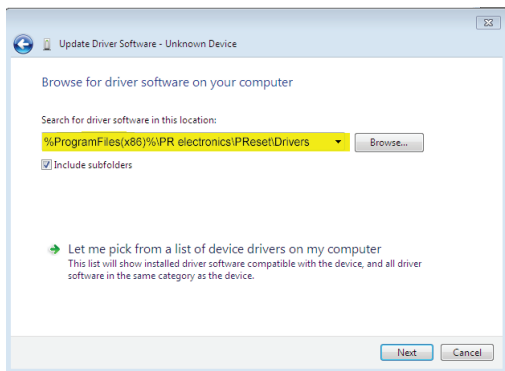 Update Driver Software - Unknown Device
Browse for driver software on your computer
Search for driver software in this location:
%ProgramFiles(x86)%\PR electronics\PReset\Drivers
Browse...
Include subfolders
Let me pick from a list of device drivers on my computer
This list will show installed driver software compatible with the device, and all driver
software in the same category as the device.
Next
Cancel